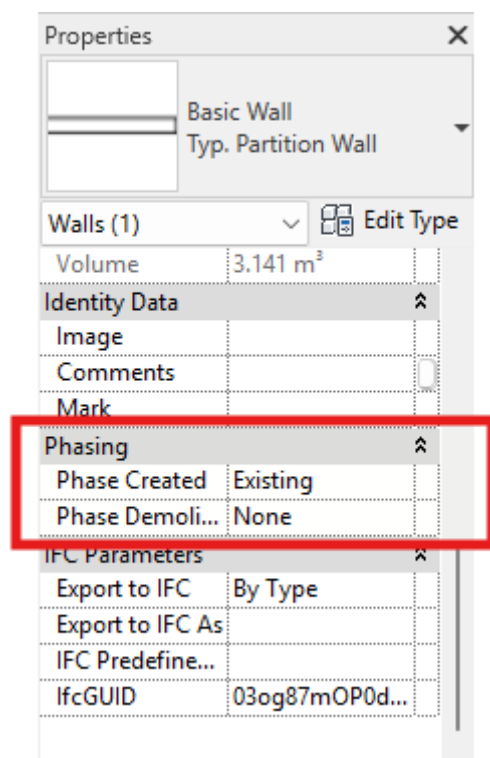 Properties
Basic Wall
Typ. Partition Wall
Walls (1) Edit Type
Volume 3.141 m³
Identity Data
Image
Comments
Mark
Phasing
Phase Created Existing
Phase Demoli... None
IFC Parameters
Export to IFC By Type
Export to IFC As
IFC Predefine...
IfcGUID 03og87mOP0d...